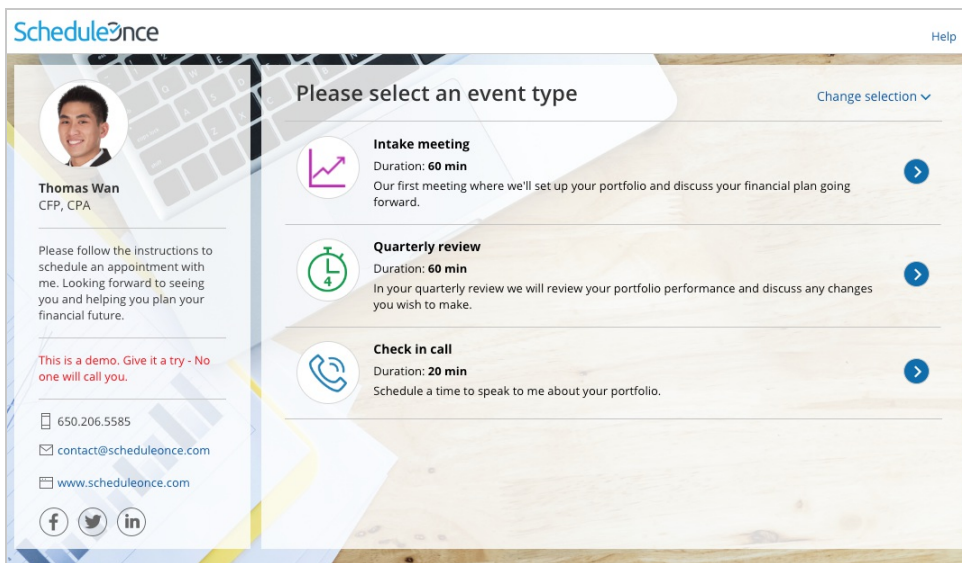 ScheduleOnce
Help
Thomas Wan
CFP, CPA
Please follow the instructions to
schedule an appointment with
me. Looking forward to seeing
you and helping you plan your
financial future.
This is a demo. Give it a try - No
one will call you.
650.206.5585
contact@scheduleonce.com
www.scheduleonce.com
Please select an event type
Change selection
Intake meeting
Duration: 60 min
Our first meeting where we'll set up your portfolio and discuss your financial plan going
forward.
4
Quarterly review
Duration: 60 min
In your quarterly review we will review your portfolio performance and discuss any changes
you wish to make.
Check in call
Duration: 20 min
Schedule a time to speak to me about your portfolio.